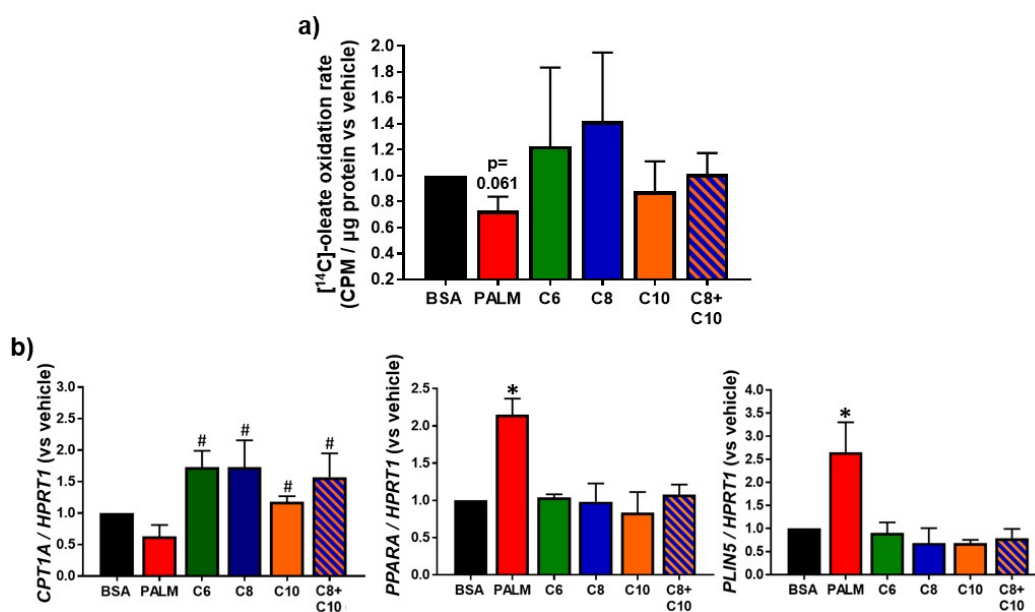 a)
[¹⁴C]-oleate oxidation rate
(CPM / µg protein vs vehicle)
2.0
1.8
1.6
1.4
1.2
1.0
0.8
0.6
0.4
0.2
p=
0.061
BSA PALM C6 C8 C10 C8+
C10
b)
CPT1A / HPRT1 (vs vehicle)
3.0
2.5
2.0
1.5
1.0
0.5
0.0
# # # #
BSA PALM C6 C8 C10 C8+
C10
PPARA / HPRT1 (vs vehicle)
2.5
2.0
1.5
1.0
0.5
0.0
*
BSA PALM C6 C8 C10 C8+
C10
PLIN5 / HPRT1 (vs vehicle)
4.0
3.5
3.0
2.5
2.0
1.5
1.0
0.5
0.0
*
BSA PALM C6 C8 C10 C8+
C10